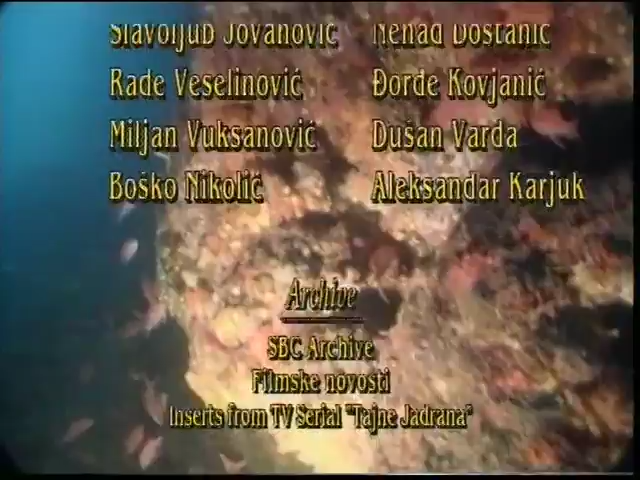 Slavoljub Jovanović Nenad Dostanić
Rade Veselinović Đorđe Kovjanić
Miljan Vuksanović Dušan Varda
Boško Nikolić Aleksandar Karjuk
Archive
SBC Archive
Filmske novosti
Inserts from TV Serial "Tajne Jadrana"